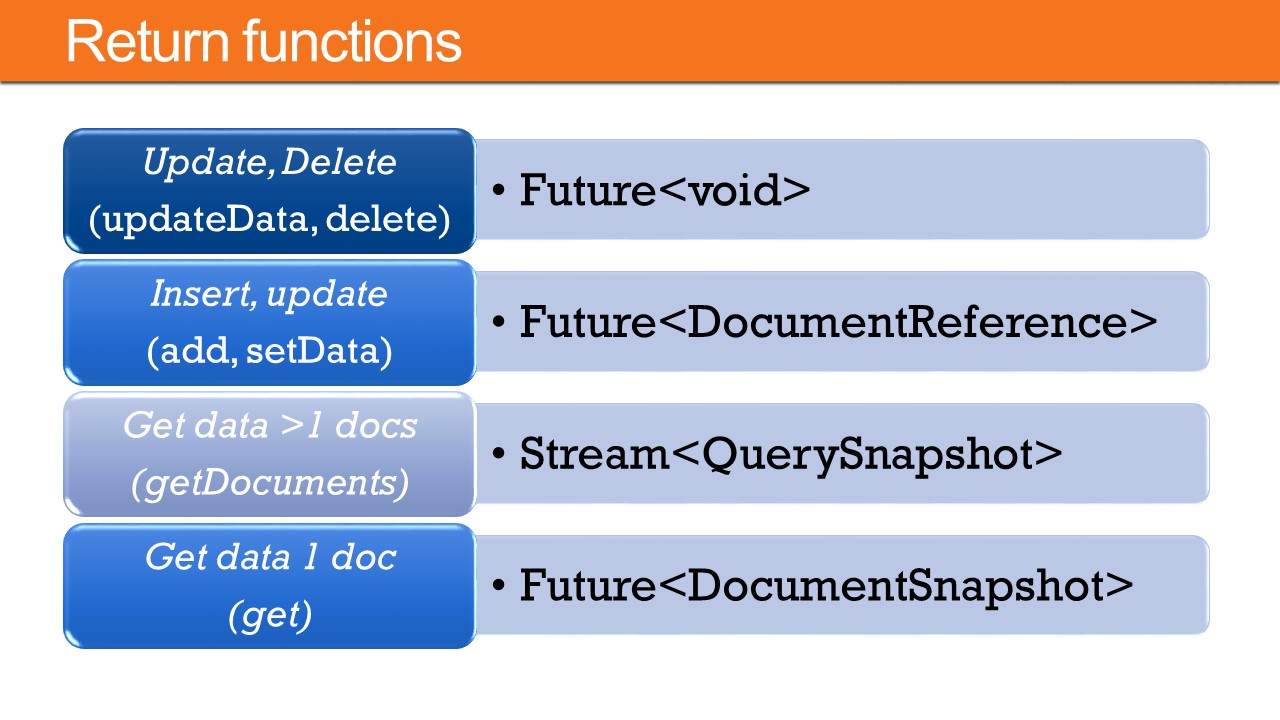 Return functions
Update, Delete
(updateData, delete)
• Future<void>
Insert, update
(add, setData)
• Future<DocumentReference>
Get data >1 docs
(getDocuments)
• Stream<QuerySnapshot>
Get data 1 doc
(get)
• Future<DocumentSnapshot>